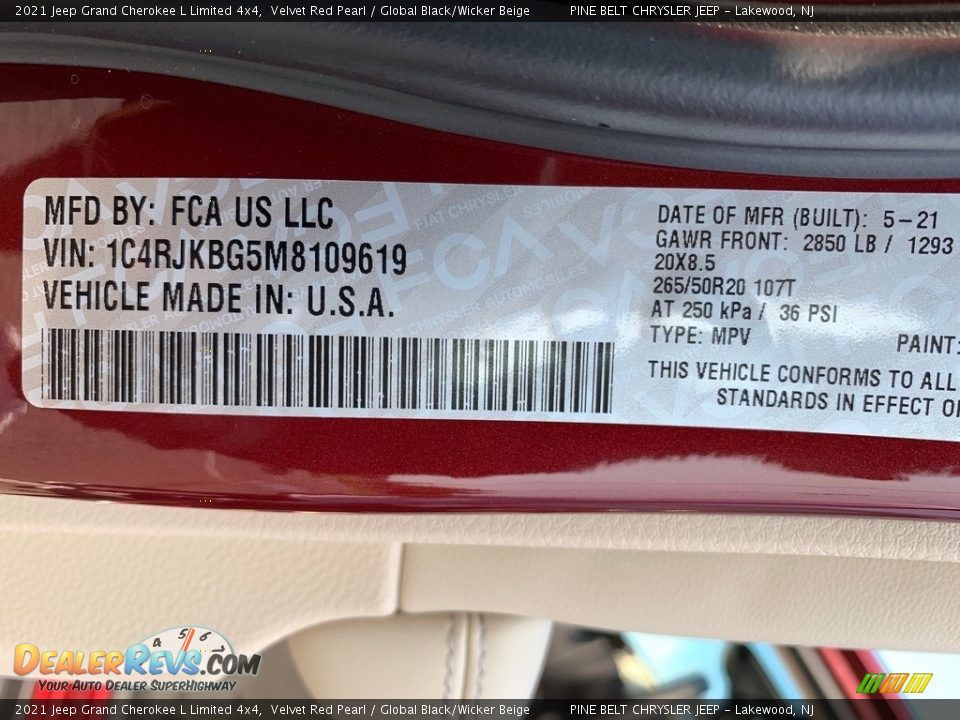 2021 Jeep Grand Cherokee L Limited 4x4, Velvet Red Pearl / Global Black/Wicker Beige PINE BELT CHRYSLER JEEP – Lakewood, NJ
MFD BY: FCA US LLC
VIN: 1C4RJKBG5M8109619
VEHICLE MADE IN: U.S.A.
DATE OF MFR (BUILT): 5-21
GAWR FRONT: 2850 LB / 1293
20X8.5
265/50R20 107T
AT 250 kPa / 36 PSI
TYPE: MPV PAINT:
THIS VEHICLE CONFORMS TO ALL
STANDARDS IN EFFECT
4 5 6
DEALERREVS.COM
YOUR AUTO DEALER SUPERHIGHWAY
2021 Jeep Grand Cherokee L Limited 4x4, Velvet Red Pearl / Global Black/Wicker Beige PINE BELT CHRYSLER JEEP – Lakewood, NJ